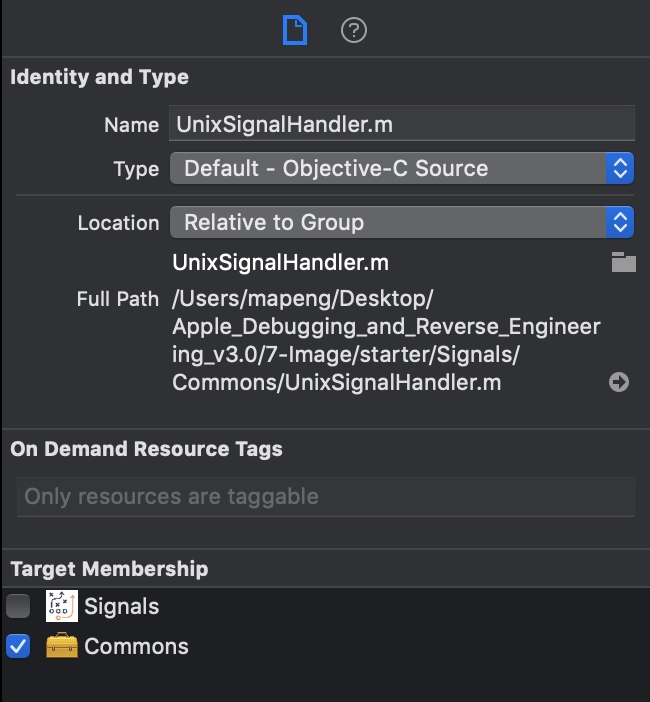 Identity and Type
Name UnixSignalHandler.m
Type Default - Objective-C Source
Location Relative to Group
UnixSignalHandler.m
Full Path /Users/mapeng/Desktop/
Apple_Debugging_and_Reverse_Engineer
ing_v3.0/7-Image/starter/Signals/
Commons/UnixSignalHandler.m
On Demand Resource Tags
Only resources are taggable
Target Membership
Signals
Commons